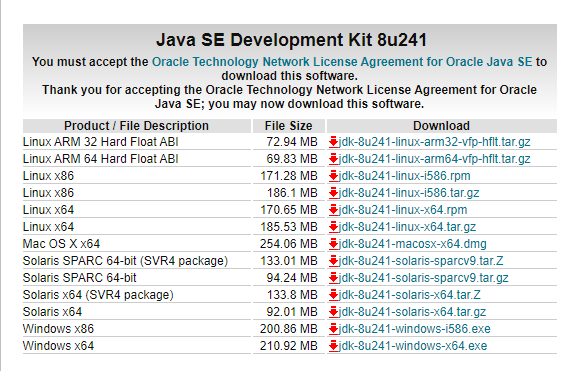 Java SE Development Kit 8u241
You must accept the Oracle Technology Network License Agreement for Oracle Java SE to
download this software.
Thank you for accepting the Oracle Technology Network License Agreement for Oracle
Java SE; you may now download this software.
Product / File Description File Size Download
Linux ARM 32 Hard Float ABI 72.94 MB jdk-8u241-linux-arm32-vfp-hflt.tar.gz
Linux ARM 64 Hard Float ABI 69.83 MB jdk-8u241-linux-arm64-vfp-hflt.tar.gz
Linux x86 171.28 MB jdk-8u241-linux-i586.rpm
Linux x86 186.1 MB jdk-8u241-linux-i586.tar.gz
Linux x64 170.65 MB jdk-8u241-linux-x64.rpm
Linux x64 185.53 MB jdk-8u241-linux-x64.tar.gz
Mac OS X x64 254.06 MB jdk-8u241-macosx-x64.dmg
Solaris SPARC 64-bit (SVR4 package) 133.01 MB jdk-8u241-solaris-sparcv9.tar.Z
Solaris SPARC 64-bit 94.24 MB jdk-8u241-solaris-sparcv9.tar.gz
Solaris x64 (SVR4 package) 133.8 MB jdk-8u241-solaris-x64.tar.Z
Solaris x64 92.01 MB jdk-8u241-solaris-x64.tar.gz
Windows x86 200.86 MB jdk-8u241-windows-i586.exe
Windows x64 210.92 MB jdk-8u241-windows-x64.exe